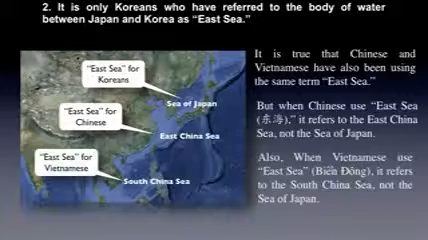 2. It is only Koreans who have referred to the body of water
between Japan and Korea as “East Sea.”
It is true that Chinese and
Vietnamese have also been using
the same term “East Sea.”
But when Chinese use “East Sea
(东海),” it refers to the East China
Sea, not the Sea of Japan.
Also, When Vietnamese use
“East Sea” (Biển Đông), it refers
to the South China Sea, not the
Sea of Japan.
“East Sea” for
Koreans
Sea of Japan
“East Sea” for
Chinese
East China Sea
“East Sea” for
Vietnamese
South China Sea